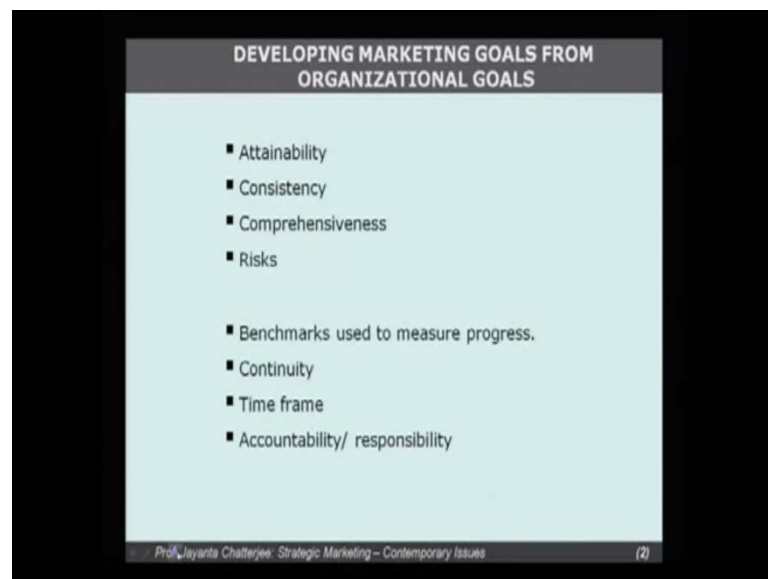 DEVELOPING MARKETING GOALS FROM
ORGANIZATIONAL GOALS
▪ Attainability
▪ Consistency
▪ Comprehensiveness
▪ Risks
▪ Benchmarks used to measure progress.
▪ Continuity
▪ Time frame
▪ Accountability/ responsibility
Prof. Jayanta Chatterjee: Strategic Marketing – Contemporary Issues (2)